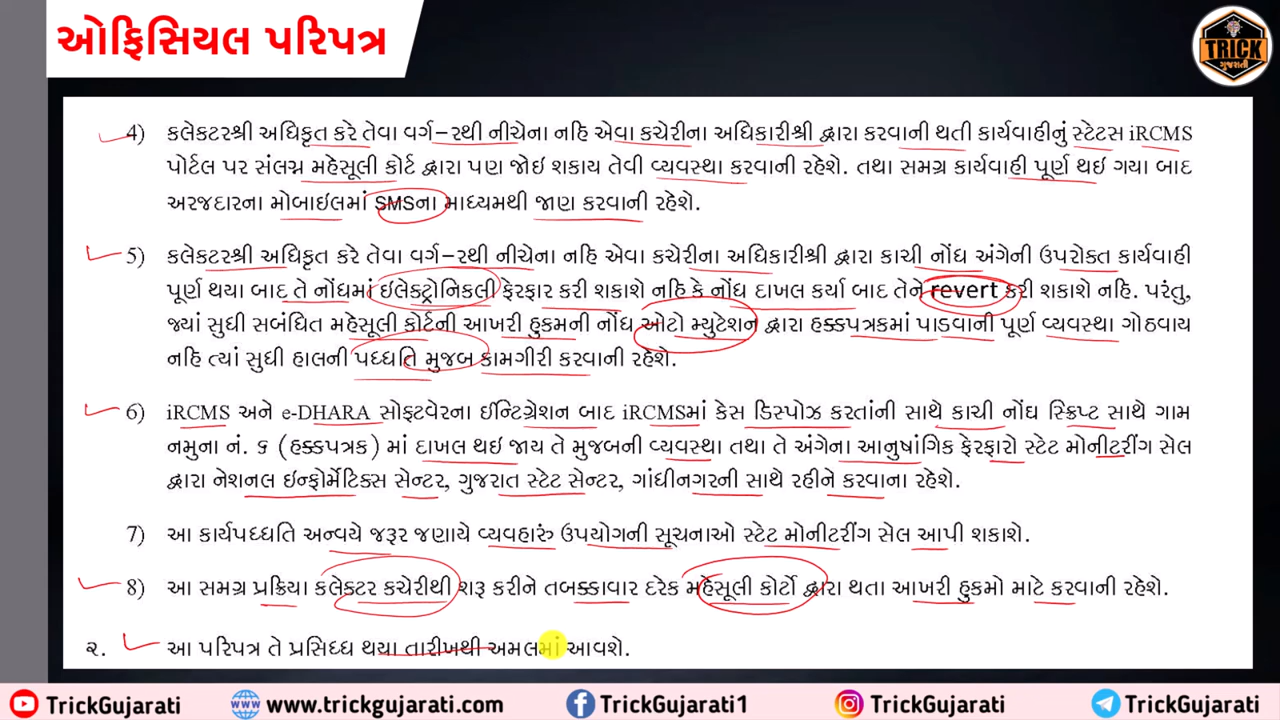 ઓફિસિયલ પરિપત્ર
TRICK
ગુજરાતી
4) કલેકટરશ્રી અધિકૃત કરે તેવા વર્ગ–૨થી નીચેના નહિ એવા કચેરીના અધિકારીશ્રી દ્વારા કરવાની થતી કાર્યવાહીનું સ્ટેટસ iRCMS
પોર્ટલ પર સંલગ્ન મહેસૂલી કોર્ટ દ્વારા પણ જોઇ શકાય તેવી વ્યવસ્થા કરવાની રહેશે. તથા સમગ્ર કાર્યવાહી પૂર્ણ થઇ ગયા બાદ
અરજદારના મોબાઇલમાં SMSના માધ્યમથી જાણ કરવાની રહેશે.
5) કલેકટરશ્રી અધિકૃત કરે તેવા વર્ગ–૨થી નીચેના નહિ એવા કચેરીના અધિકારીશ્રી દ્વારા કાચી નોંધ અંગેની ઉપરોક્ત કાર્યવાહી
પૂર્ણ થયા બાદ તે નોંધમાં ઇલેક્ટ્રોનિકલી ફેરફાર કરી શકાશે નહિ કે નોંધ દાખલ કર્યા બાદ તેને revert કરી શકાશે નહિ. પરંતુ,
જ્યાં સુધી સબંધિત મહેસૂલી કોર્ટની આખરી હુકમની નોંધ ઓટો મ્યુટેશન દ્વારા હક્કપત્રકમાં પાડવાની પૂર્ણ વ્યવસ્થા ગોઠવાય
નહિ ત્યાં સુધી હાલની પધ્ધતિ મુજબ કામગીરી કરવાની રહેશે.
6) iRCMS અને e-DHARA સોફટવેરના ઈન્ટિગ્રેશન બાદ iRCMSમાં કેસ ડિસ્પોઝ કરતાંની સાથે કાચી નોંધ સ્ક્રિપ્ટ સાથે ગામ
નમુના નં. ૬ (હક્કપત્રક) માં દાખલ થઇ જાય તે મુજબની વ્યવસ્થા તથા તે અંગેના આનુષાંગિક ફેરફારો સ્ટેટ મોનીટરીંગ સેલ
દ્વારા નેશનલ ઇન્ફોર્મેટિક્સ સેન્ટર, ગુજરાત સ્ટેટ સેન્ટર, ગાંધીનગરની સાથે રહીને કરવાના રહેશે.
7) આ કાર્યપધ્ધતિ અન્વયે જરૂર જણાયે વ્યવહારું ઉપયોગની સૂચનાઓ સ્ટેટ મોનીટરીંગ સેલ આપી શકાશે.
8) આ સમગ્ર પ્રક્રિયા કલેક્ટર કચેરીથી શરૂ કરીને તબક્કાવાર દરેક મહેસૂલી કોર્ટો દ્વારા થતા આખરી હુકમો માટે કરવાની રહેશે.
૨. આ પરિપત્ર તે પ્રસિધ્ધ થયા તારીખથી અમલમાં આવશે.
TrickGujarati www.trickgujarati.com TrickGujarati1 TrickGujarati TrickGujarati